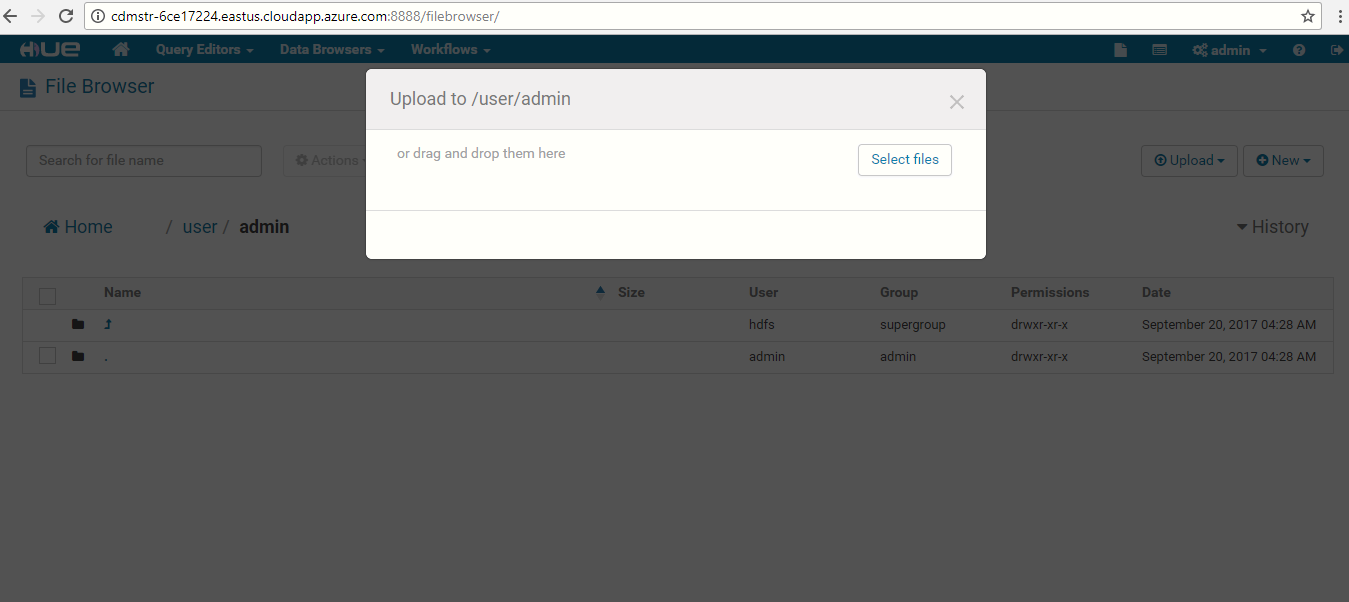 cdmstr-6ce17224.eastus.cloudapp.azure.com:8888/filebrowser/
HUE Query Editors Data Browsers Workflows admin
File Browser
Upload to /user/admin
or drag and drop them here Select files
Search for file name Actions Upload New
Home / user / admin History
Name Size User Group Permissions Date
hdfs supergroup drwxr-xr-x September 20, 2017 04:28 AM
. admin admin drwxr-xr-x September 20, 2017 04:28 AM